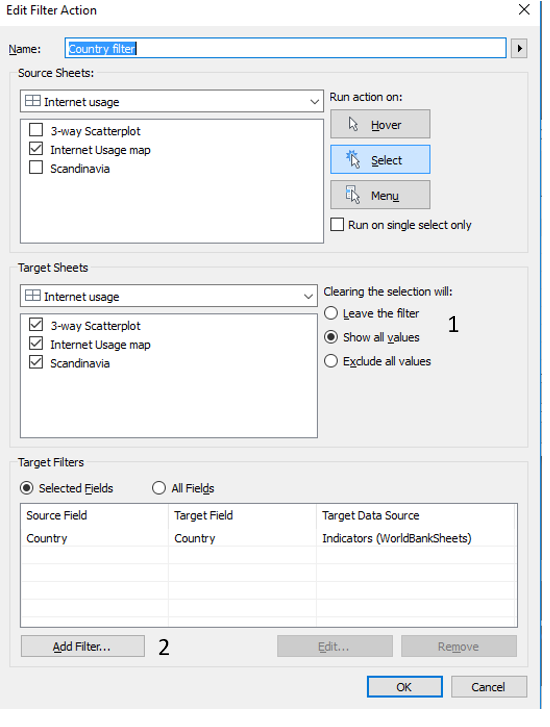 Edit Filter Action
Name: Country filter
Source Sheets:
Internet usage
Run action on:
3-way Scatterplot
Internet Usage map
Scandinavia
Hover
Select
Menu
Run on single select only
Target Sheets
Internet usage
Clearing the selection will:
3-way Scatterplot
Internet Usage map
Scandinavia
Leave the filter
Show all values
Exclude all values
1
Target Filters
Selected Fields All Fields
Source Field Target Field Target Data Source
Country Country Indicators (WorldBankSheets)
Add Filter... 2 Edit... Remove
OK Cancel